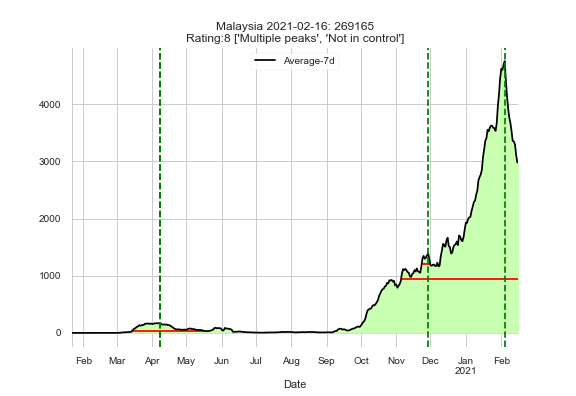 Malaysia 2021-02-16: 269165
Rating:8 ['Multiple peaks', 'Not in control']
Average-7d
4000
3000
2000
1000
0
Feb Mar Apr May Jun Jul Aug Sep Oct Nov Dec Jan Feb
2021
Date